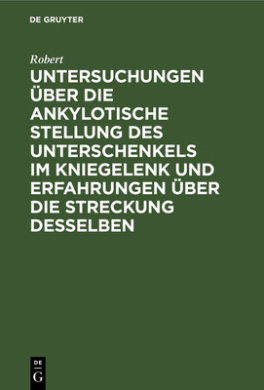 DE GRUYTER
Robert
UNTERSUCHUNGEN
ÜBER DIE
ANKYLOTISCHE
STELLUNG DES
UNTERSCHENKELS
IM KNIEGELENK UND
ERFAHRUNGEN ÜBER
DIE STRECKUNG
DESSELBEN
DE
G